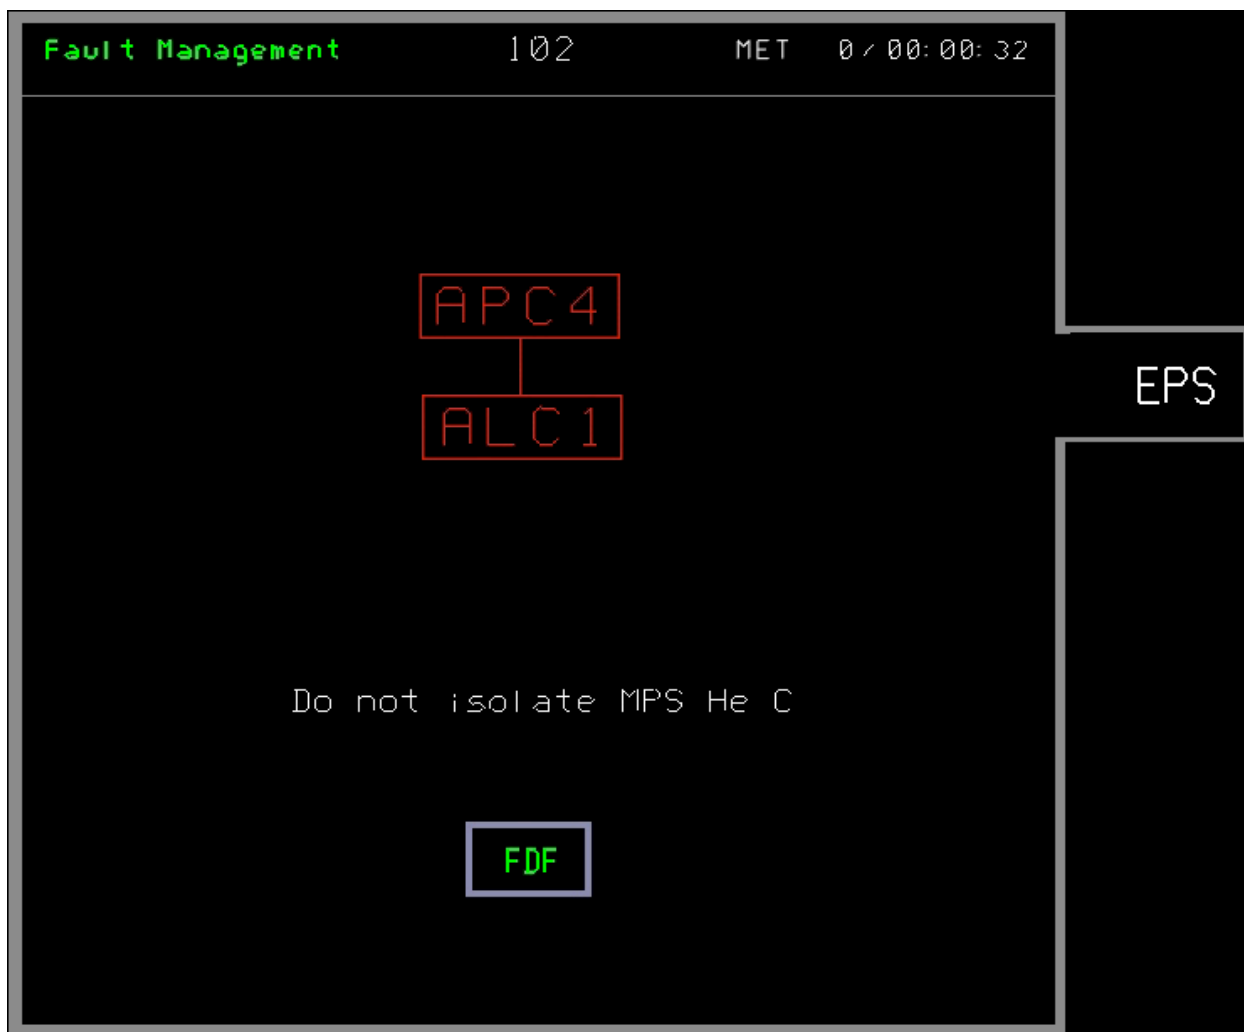 Fault Management 102 MET 0/00:00:32
APC4
EPS
ALC1
Do not isolate MPS He C
FDF